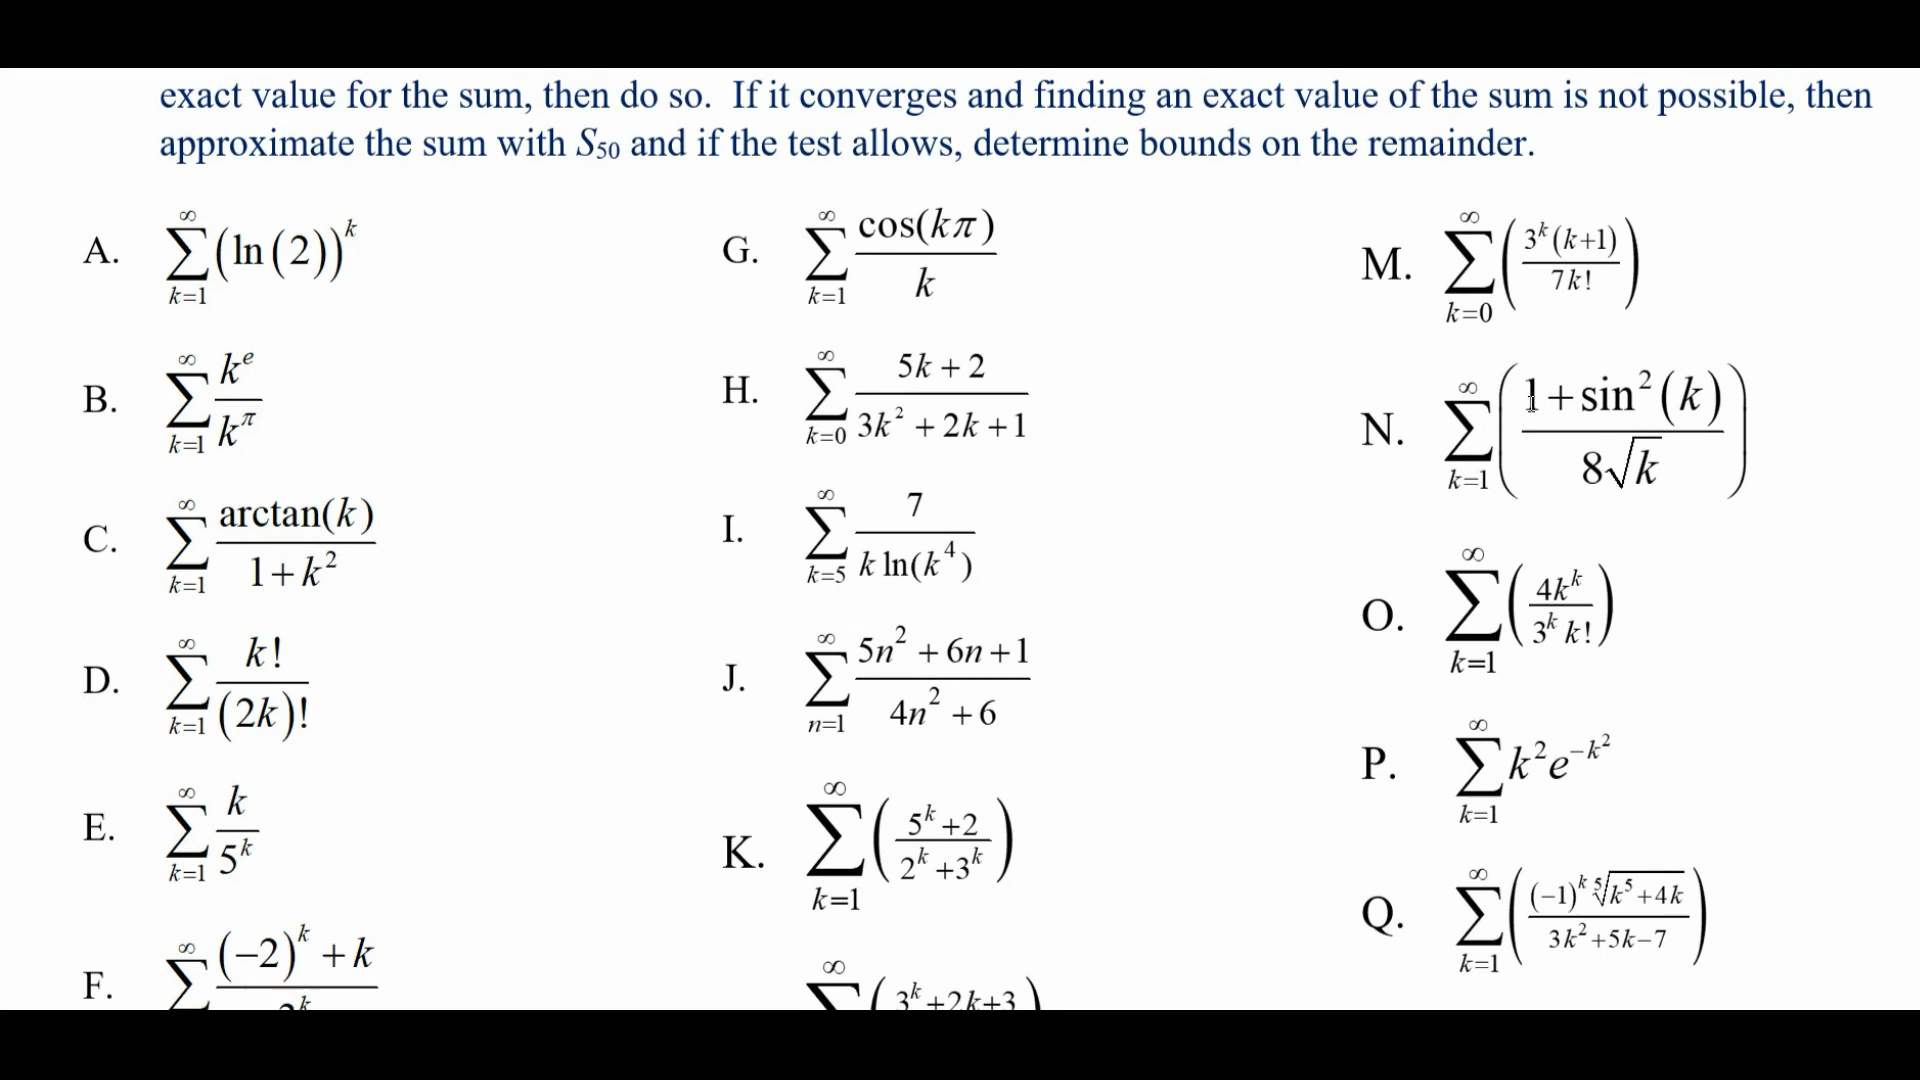 exact value for the sum, then do so. If it converges and finding an exact value of the sum is not possible, then
approximate the sum with S₅₀ and if the test allows, determine bounds on the remainder.
A. ∑_{k=1}^{∞} (ln(2))^k
B. ∑_{k=1}^{∞} k^e / k^π
C. ∑_{k=1}^{∞} arctan(k) / (1+k²)
D. ∑_{k=1}^{∞} k! / (2k)!
E. ∑_{k=1}^{∞} k / 5^k
F. ∑^{∞} (−2)^k + k
G. ∑_{k=1}^{∞} cos(kπ) / k
H. ∑_{k=0}^{∞} (5k + 2) / (3k² + 2k + 1)
I. ∑_{k=5}^{∞} 7 / (k ln(k⁴))
J. ∑_{n=1}^{∞} (5n² + 6n + 1) / (4n² + 6)
K. ∑_{k=1}^{∞} ((5^k + 2) / (2^k + 3^k))
∑^{∞} (3^k + 2k + 3)
M. ∑_{k=0}^{∞} (3^k (k+1) / 7k!)
N. ∑_{k=1}^{∞} ((1 + sin²(k)) / 8√k)
O. ∑_{k=1}^{∞} (4k^k / 3^k k!)
P. ∑_{k=1}^{∞} k² e^{−k²}
Q. ∑_{k=1}^{∞} ((−1)^k ⁵√(k⁵+4k) / (3k²+5k−7))